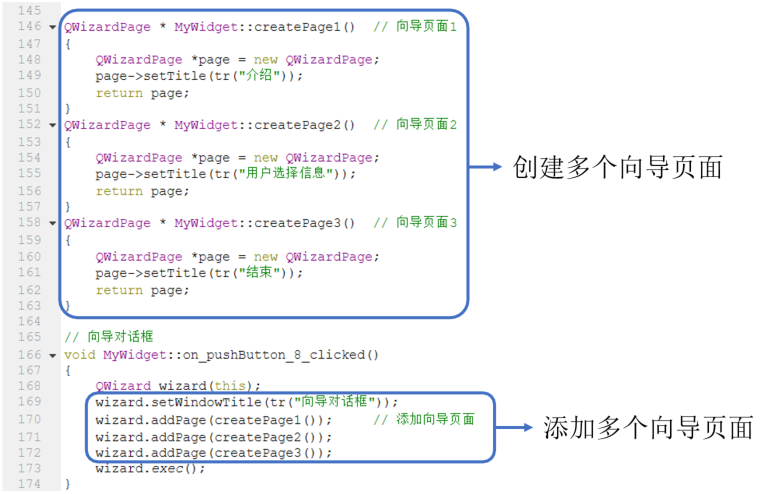 145
146 QWizardPage * MyWidget::createPage1()  // 向导页面1
147 {
148     QWizardPage *page = new QWizardPage;
149     page->setTitle(tr("介绍"));
150     return page;
151 }
152 QWizardPage * MyWidget::createPage2()  // 向导页面2
153 {
154     QWizardPage *page = new QWizardPage;
155     page->setTitle(tr("用户选择信息"));
156     return page;
157 }
158 QWizardPage * MyWidget::createPage3()  // 向导页面3
159 {
160     QWizardPage *page = new QWizardPage;
161     page->setTitle(tr("结束"));
162     return page;
163 }
创建多个向导页面
164
165 // 向导对话框
166 void MyWidget::on_pushButton_8_clicked()
167 {
168     QWizard wizard(this);
169     wizard.setWindowTitle(tr("向导对话框"));
170     wizard.addPage(createPage1());     // 添加向导页面
171     wizard.addPage(createPage2());
172     wizard.addPage(createPage3());
173     wizard.exec();
174 }
添加多个向导页面